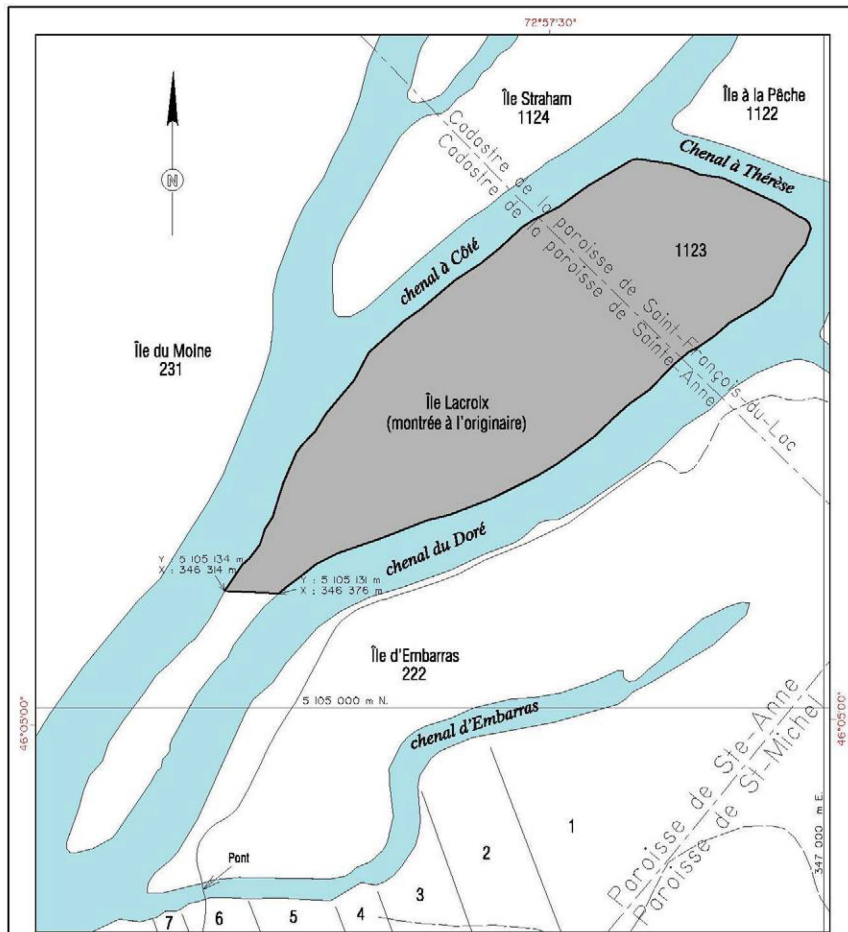 72°57'30"
Île Straham
1124
Île à la Pêche
1122
Cadastre de la paroisse de Saint-François-du-Lac
Cadastre de la paroisse de Sainte-Anne
Chenal à Thérèse
N
chenal à Côté
1123
Île du Moine
231
Île Lacroix
(montrée à l'originaire)
chenal du Doré
Y : 5 105 134 m
X : 346 314 m
Y : 5 105 131 m
X : 346 376 m
Île d'Embarras
222
5 105 000 m N.
46°05'00"
46°05'00"
chenal d'Embarras
Paroisse de Ste-Anne
Paroisse de St-Michel
347 000 m E.
Pont
1
2
3
4
5
6
7